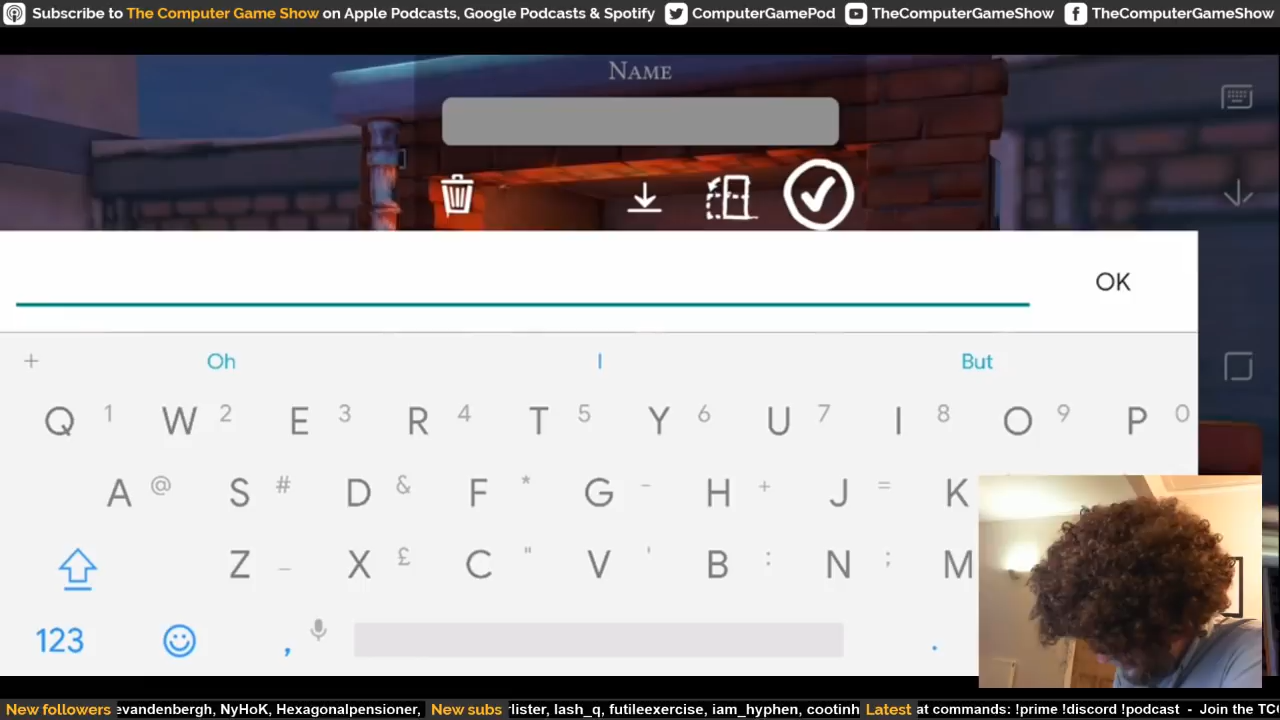 Subscribe to The Computer Game Show on Apple Podcasts, Google Podcasts & Spotify ComputerGamePod TheComputerGameShow TheComputerGameShow
NAME
OK
+ Oh I But
Q 1 W 2 E 3 R 4 T 5 Y 6 U 7 I 8 O 9 P 0
A @ S # D & F * G - H + J = K
Z _ X £ C " V ' B : N ; M
123 , .
New followers evandenbergh, NyHoK, Hexagonalpensioner, New subs rlister, lash_q, futileexercise, iam_hyphen, cootinh Latest at commands: !prime !discord !podcast - Join the TC